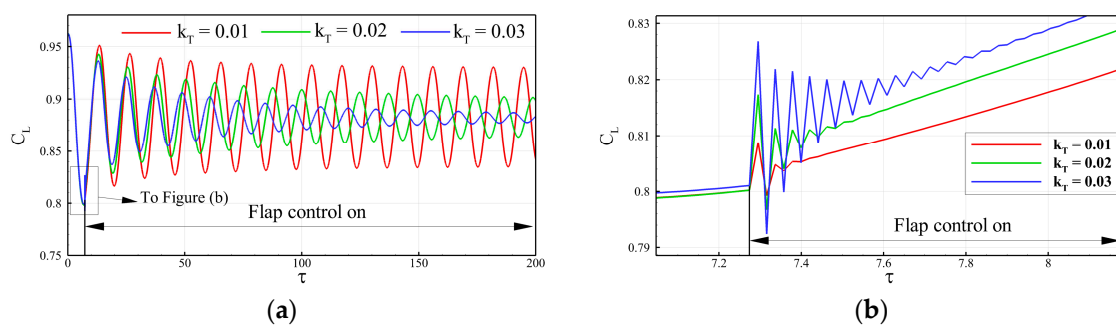 k_T = 0.01 k_T = 0.02 k_T = 0.03
0.95
0.9
C_L
0.85
0.8
0.75
To Figure (b)
Flap control on
0 50 100 150 200
τ
(a)
0.83
0.82
C_L
0.81
0.8
0.79
k_T – 0.01
k_T = 0.02
k_T = 0.03
Flap control on
7.2 7.4 7.6 7.8 8
τ
(b)